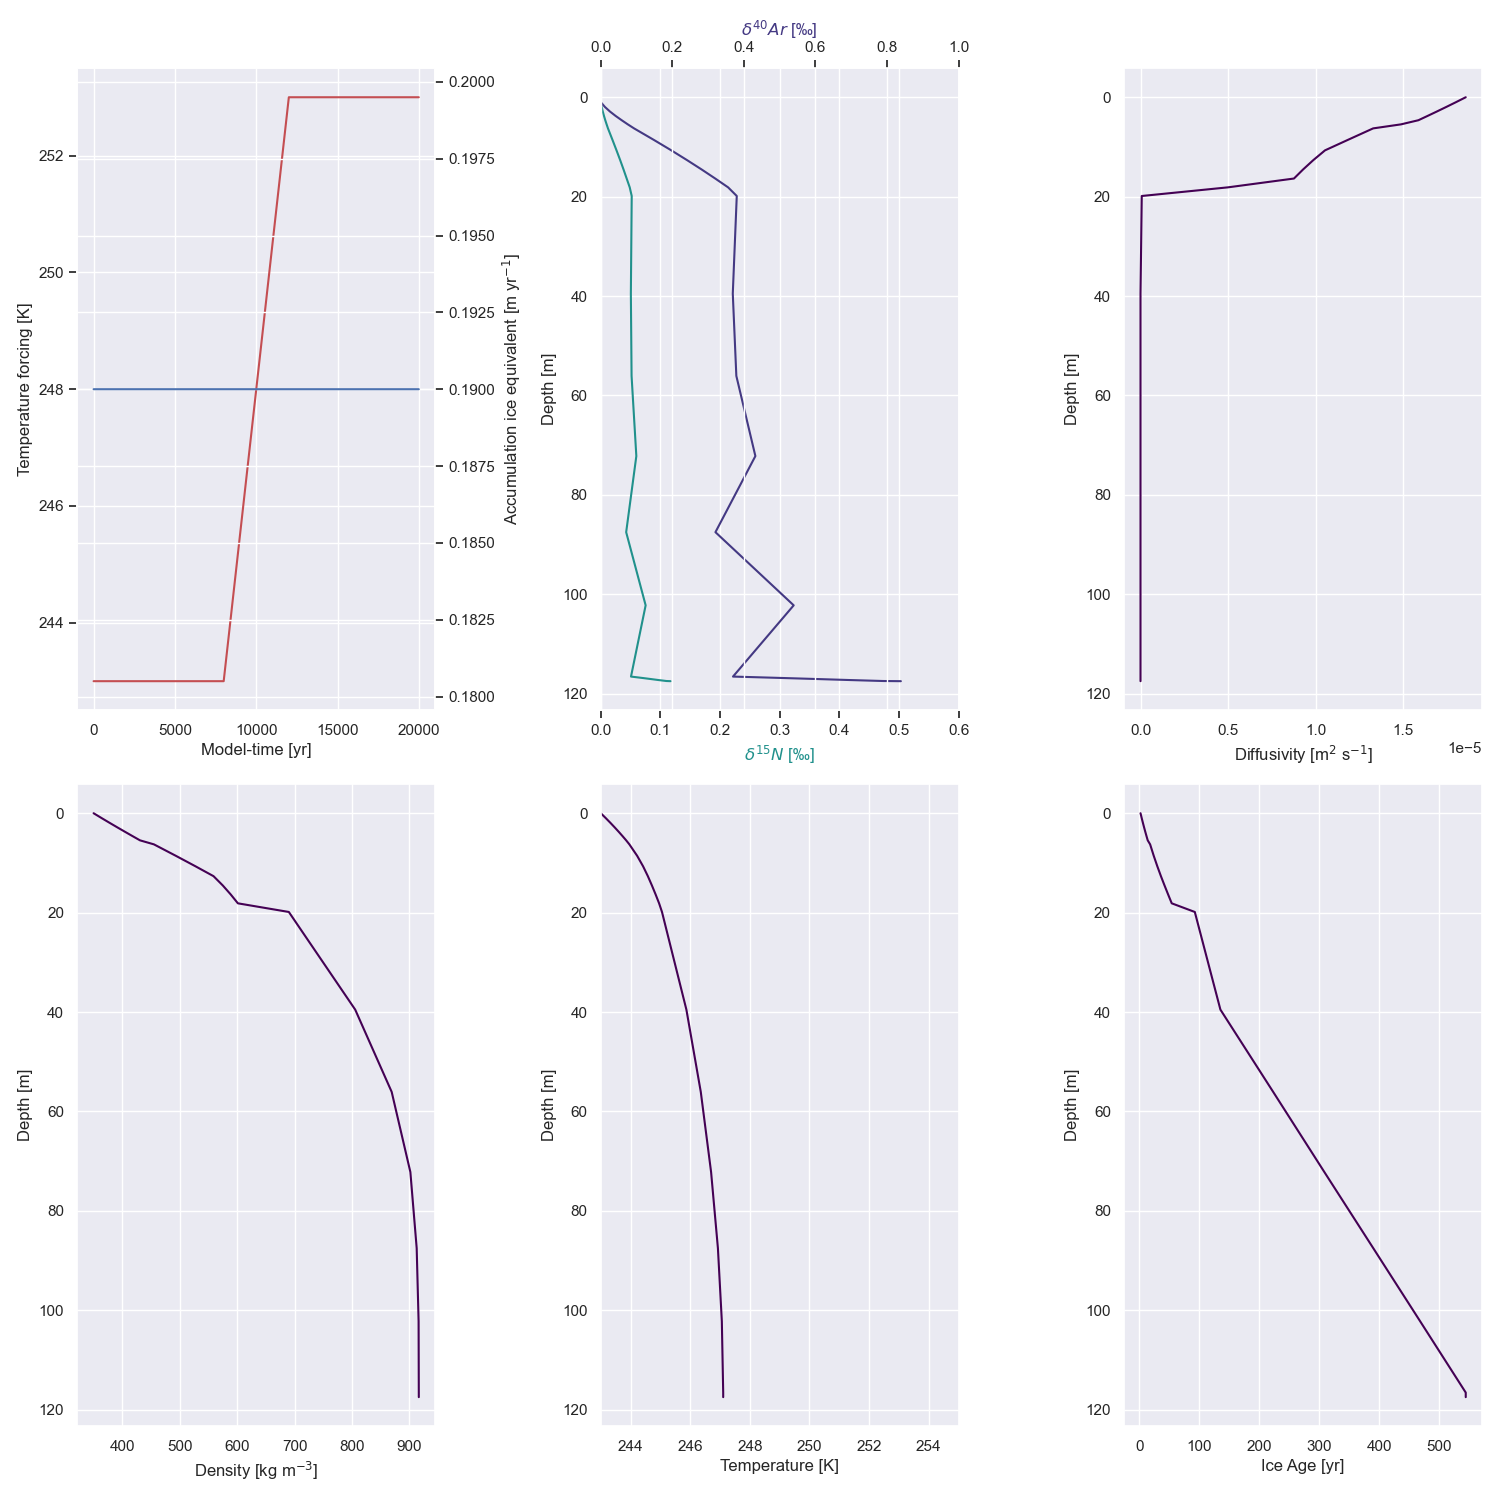 δ⁴⁰Ar [‰]
0.0 0.2 0.4 0.6 0.8 1.0
252
250
248
246
244
Temperature forcing [K]
0 5000 10000 15000 20000
Model-time [yr]
0.2000
0.1975
0.1950
0.1925
0.1900
0.1875
0.1850
0.1825
0.1800
Accumulation ice equivalent [m yr⁻¹]
0
20
40
60
80
100
120
Depth [m]
0.0 0.1 0.2 0.3 0.4 0.5 0.6
δ¹⁵N [‰]
0
20
40
60
80
100
120
Depth [m]
0.0 0.5 1.0 1.5
1e−5
Diffusivity [m² s⁻¹]
0
20
40
60
80
100
120
Depth [m]
400 500 600 700 800 900
Density [kg m⁻³]
0
20
40
60
80
100
120
Depth [m]
244 246 248 250 252 254
Temperature [K]
0
20
40
60
80
100
120
Depth [m]
0 100 200 300 400 500
Ice Age [yr]